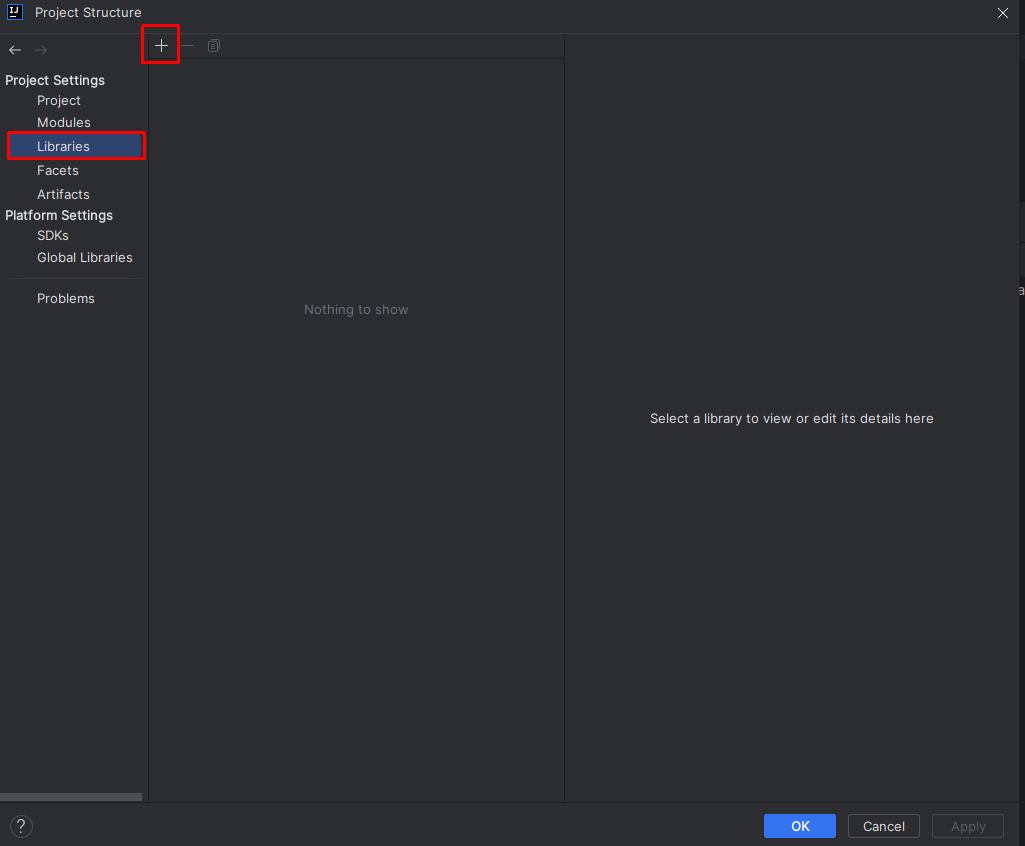 IJ
Project Structure
Project Settings
Project
Modules
Libraries
Facets
Artifacts
Platform Settings
SDKs
Global Libraries
Problems
Nothing to show
Select a library to view or edit its details here
a
?
OK
Cancel
Apply